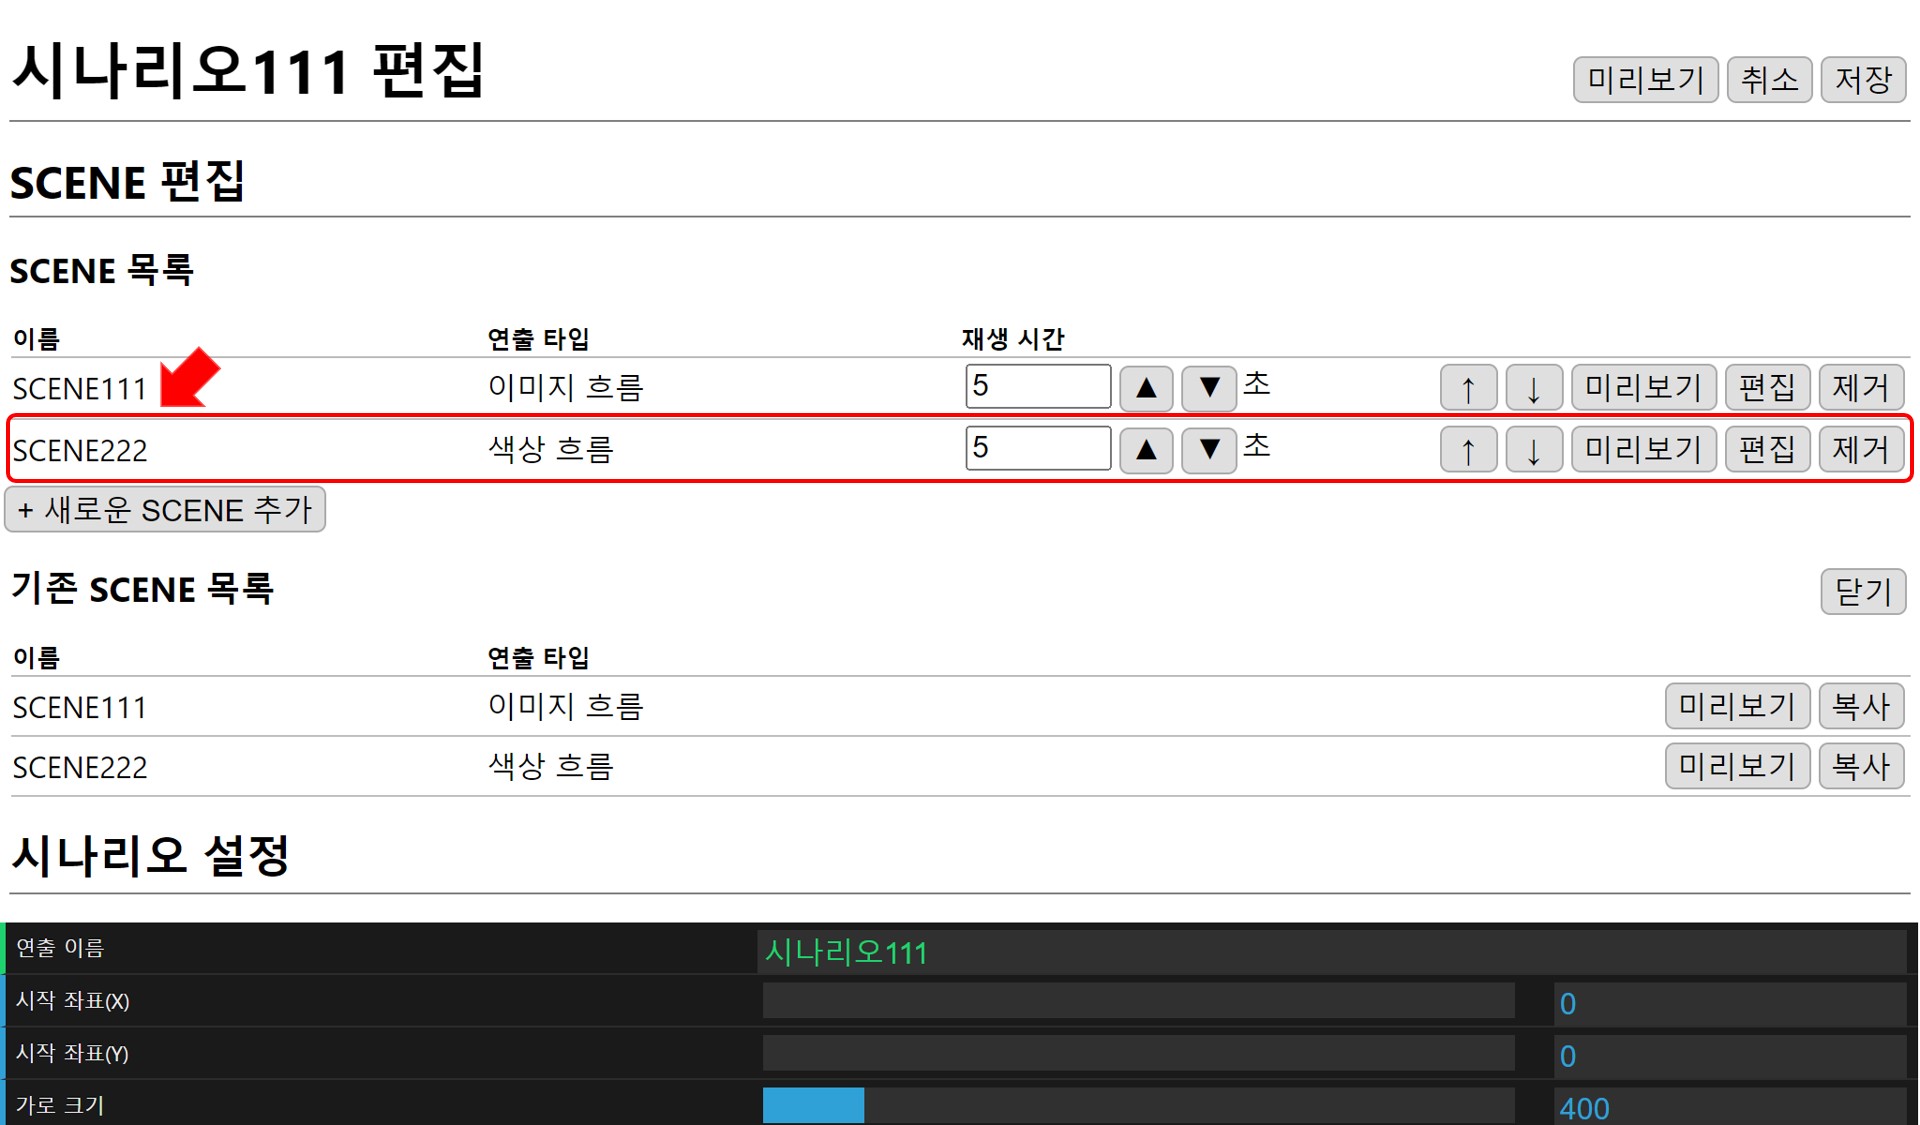 시나리오111 편집
미리보기 취소 저장
SCENE 편집
SCENE 목록
이름 연출 타입 재생 시간
SCENE111 이미지 흐름 5 ▲ ▼ 초 ↑ ↓ 미리보기 편집 제거
SCENE222 색상 흐름 5 ▲ ▼ 초 ↑ ↓ 미리보기 편집 제거
+ 새로운 SCENE 추가
기존 SCENE 목록 닫기
이름 연출 타입
SCENE111 이미지 흐름 미리보기 복사
SCENE222 색상 흐름 미리보기 복사
시나리오 설정
연출 이름 시나리오111
시작 좌표(X) 0
시작 좌표(Y) 0
가로 크기 400